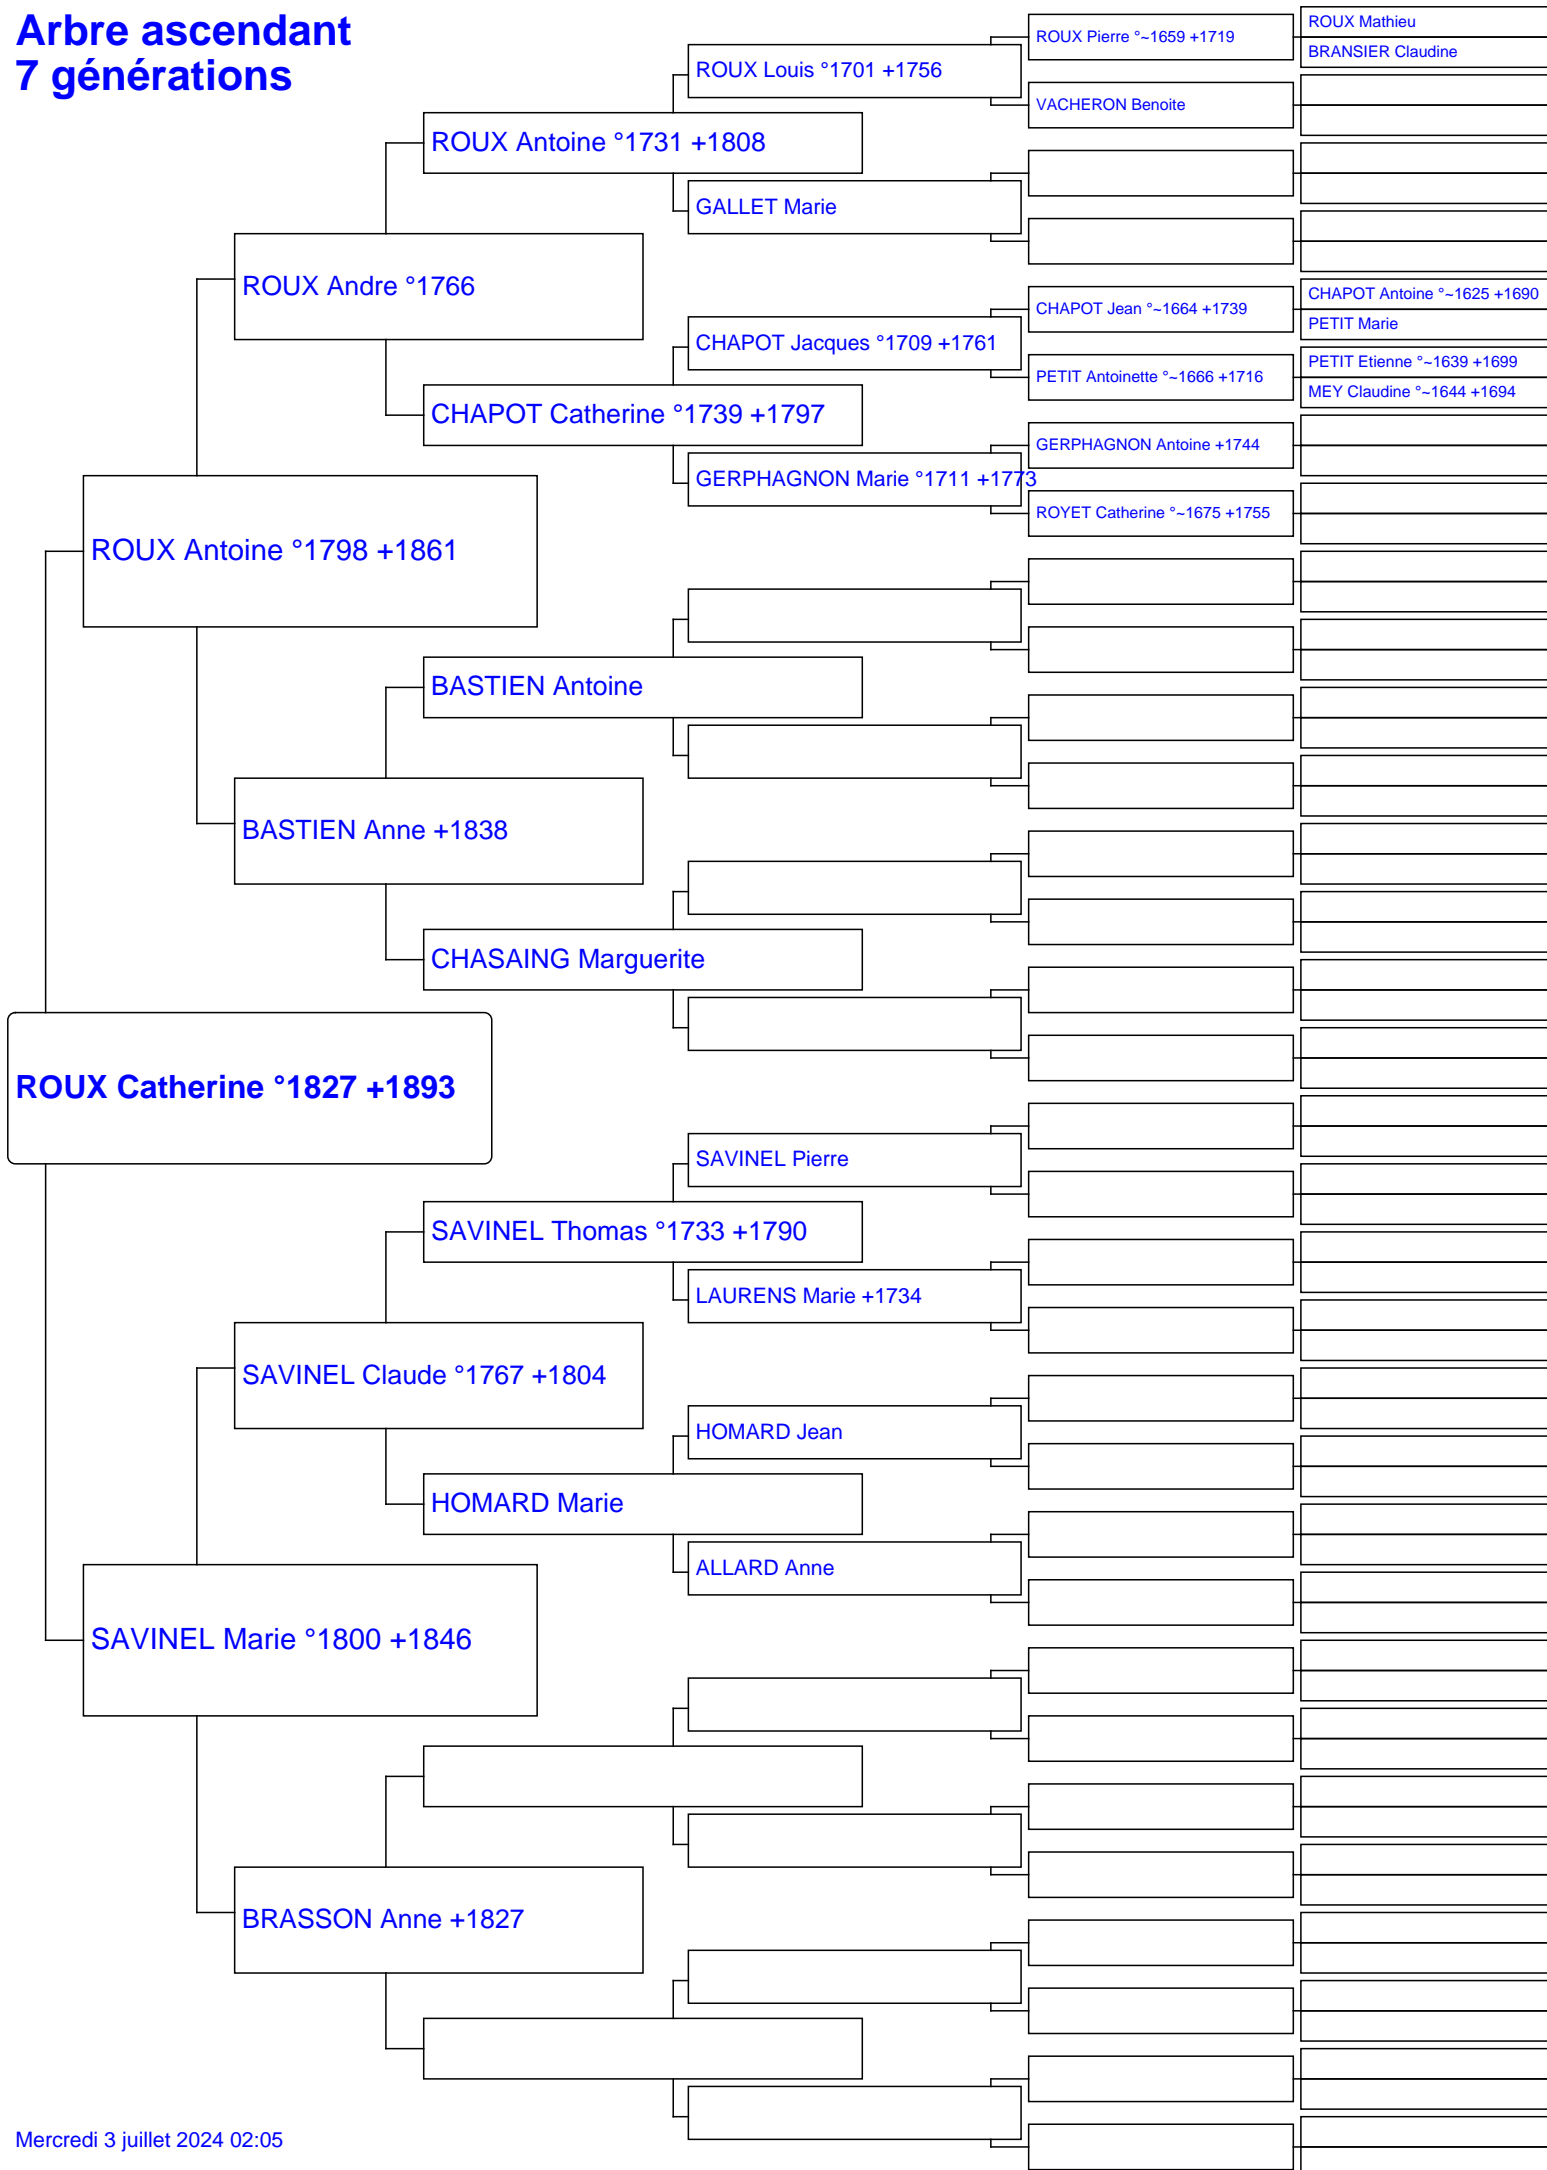 Arbre ascendant
7 générations
ROUX Mathieu
ROUX Pierre °~1659 +1719
BRANSIER Claudine
ROUX Louis °1701 +1756
VACHERON Benoite
ROUX Antoine °1731 +1808
GALLET Marie
ROUX Andre °1766
CHAPOT Antoine °~1625 +1690
CHAPOT Jean °~1664 +1739
PETIT Marie
CHAPOT Jacques °1709 +1761
PETIT Etienne °~1639 +1699
PETIT Antoinette °~1666 +1716
MEY Claudine °~1644 +1694
CHAPOT Catherine °1739 +1797
GERPHAGNON Antoine +1744
GERPHAGNON Marie °1711 +1773
ROYET Catherine °~1675 +1755
ROUX Antoine °1798 +1861
BASTIEN Antoine
BASTIEN Anne +1838
CHASAING Marguerite
ROUX Catherine °1827 +1893
SAVINEL Pierre
SAVINEL Thomas °1733 +1790
LAURENS Marie +1734
SAVINEL Claude °1767 +1804
HOMARD Jean
HOMARD Marie
ALLARD Anne
SAVINEL Marie °1800 +1846
BRASSON Anne +1827
Mercredi 3 juillet 2024 02:05